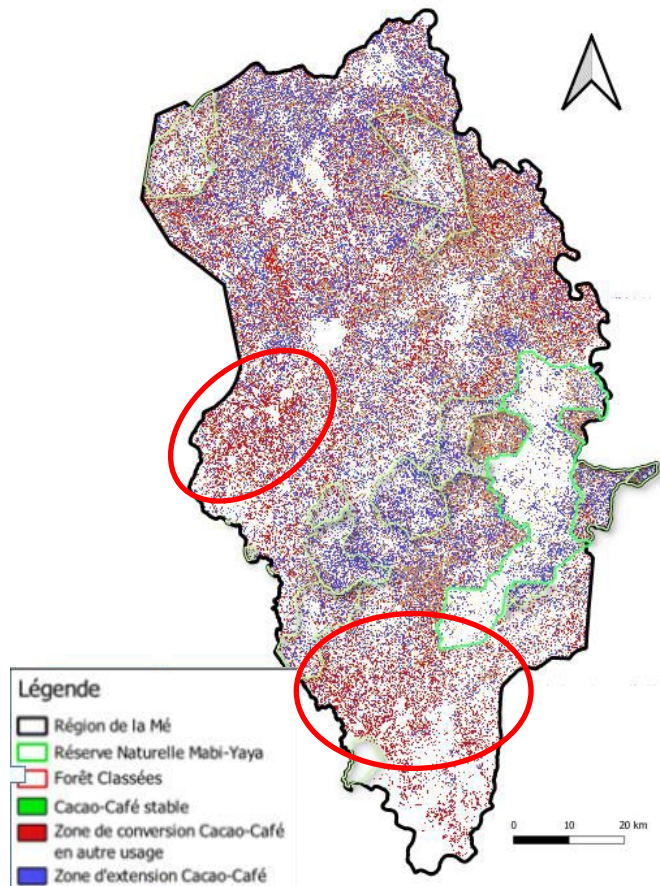 Légende
Région de la Mé
Réserve Naturelle Mabi-Yaya
Forêt Classées
Cacao-Café stable
Zone de conversion Cacao-Café
en autre usage
Zone d'extension Cacao-Café
0 10 20 km